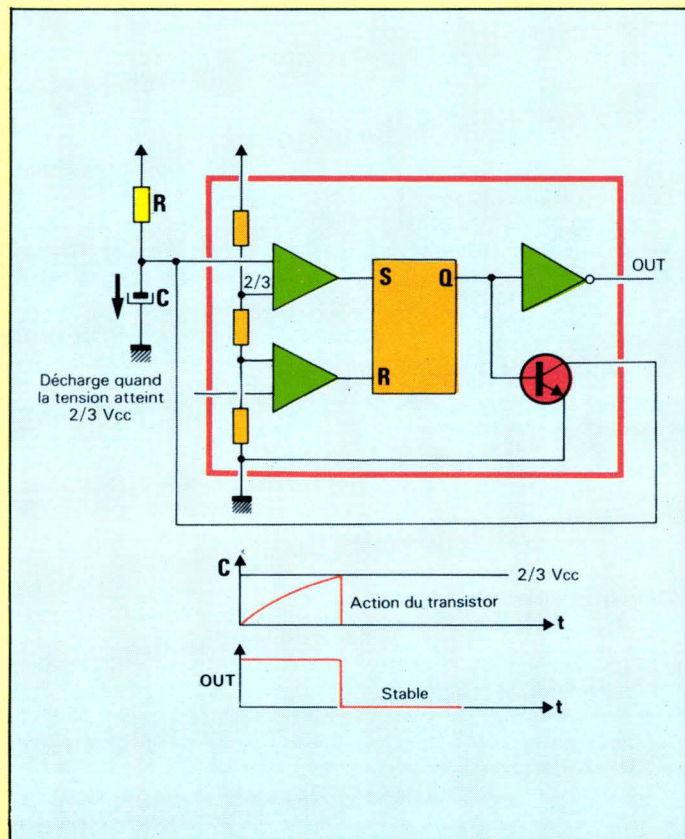 R
OUT
2/3
S Q
C
Décharge quand
la tension atteint
2/3 Vcc
R
C
2/3 Vcc
Action du transistor
t
OUT
Stable
t